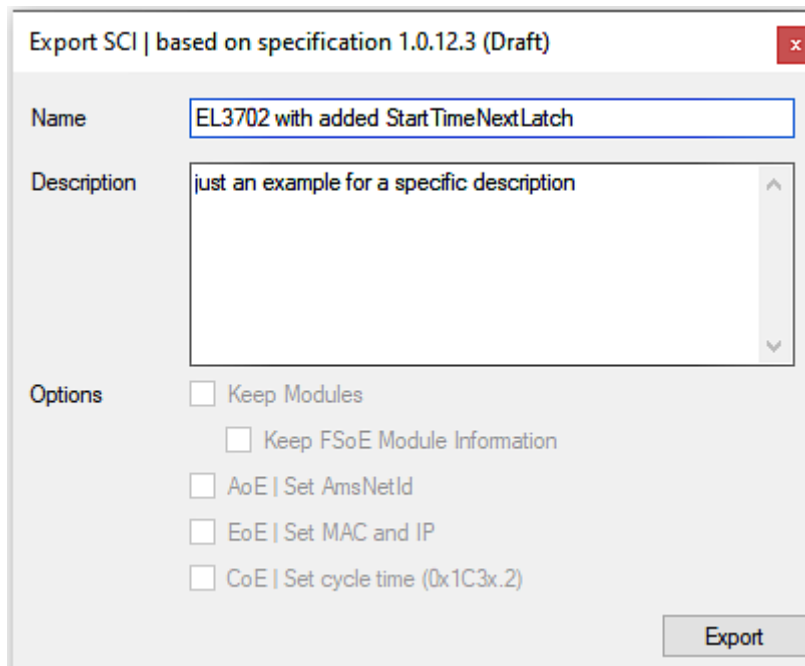 Export SCI | based on specification 1.0.12.3 (Draft)
x
Name
EL3702 with added StartTimeNextLatch
Description
just an example for a specific description
Options
Keep Modules
Keep FSoE Module Information
AoE | Set AmsNetId
EoE | Set MAC and IP
CoE | Set cycle time (0x1C3x.2)
Export